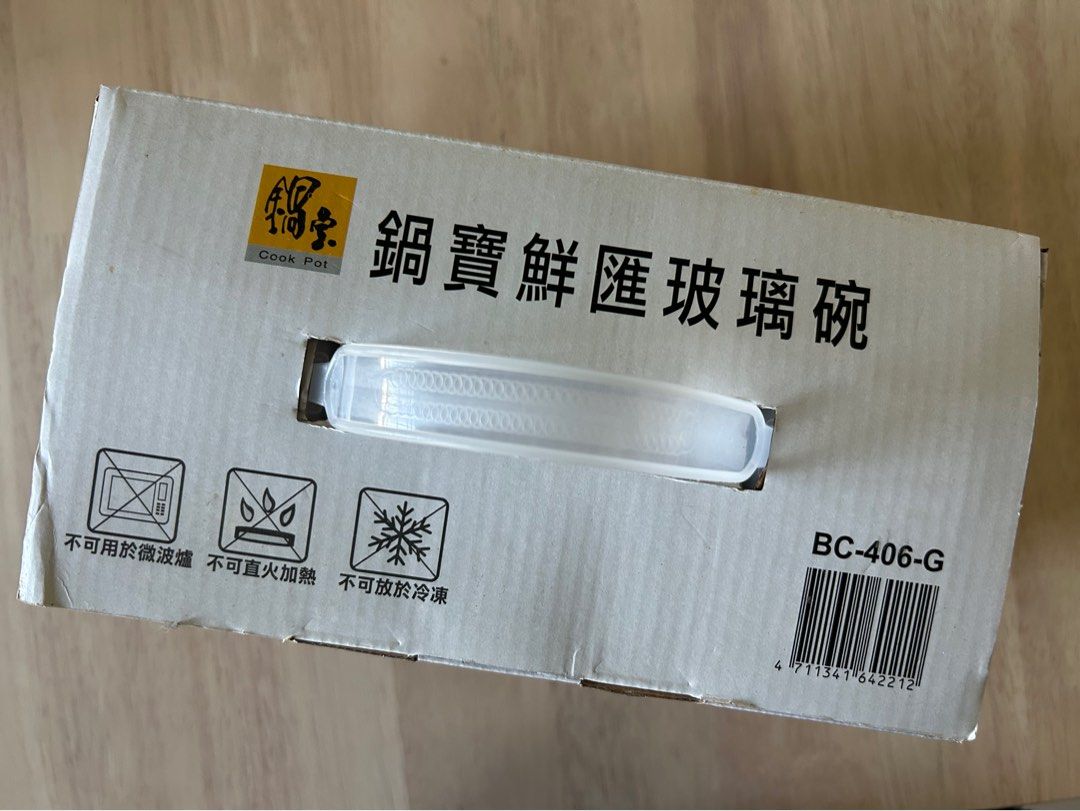 鍋寶
Cook Pot
鍋寶鮮匯玻璃碗
不可用於微波爐
不可直火加熱
不可放於冷凍
BC-406-G
4 711341 642212